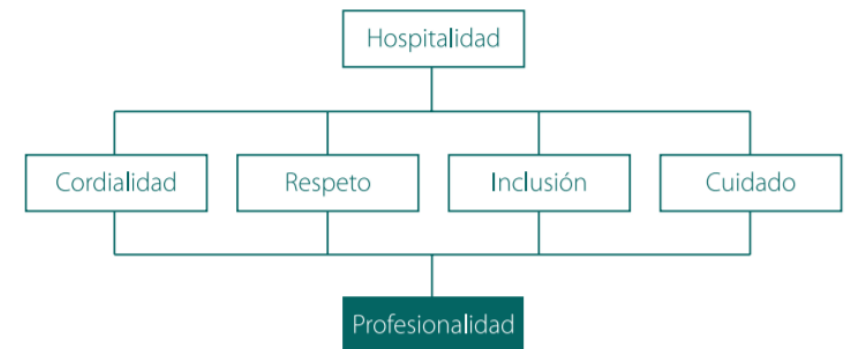 Hospitalidad
Cordialidad
Respeto
Inclusión
Cuidado
Profesionalidad